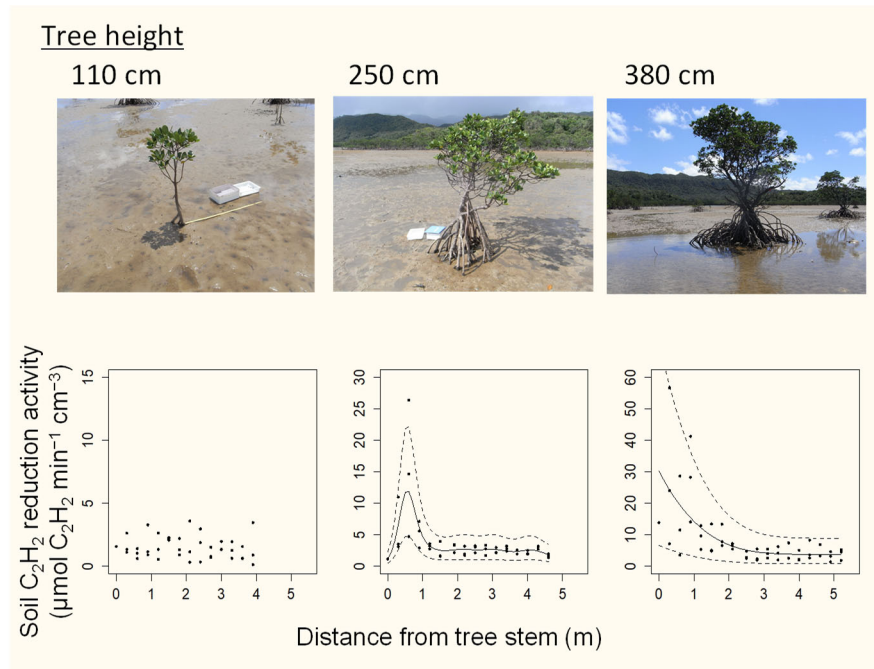 Tree height
110 cm
250 cm
380 cm
Soil C₂H₂ reduction activity
(μmol C₂H₂ min⁻¹ cm⁻³)
15
10
5
0
0 1 2 3 4 5
30
25
20
15
10
5
0
0 1 2 3 4 5
60
50
40
30
20
10
0
0 1 2 3 4 5
Distance from tree stem (m)